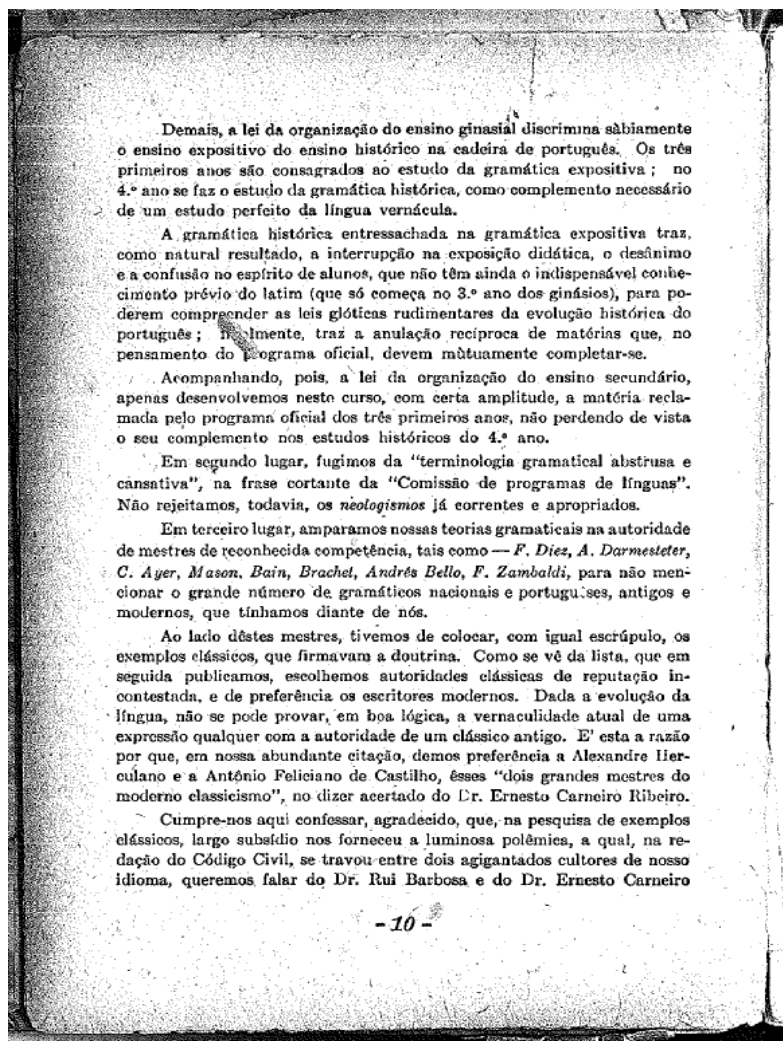 Demais, a lei da organização do ensino ginasial discrimina sàbiamente
o ensino expositivo do ensino histórico na cadeira de português. Os três
primeiros anos são consagrados ao estudo da gramática expositiva ; no
4.º ano se faz o estudo da gramática histórica, como complemento necessário
de um estudo perfeito da língua vernácula.
A gramática histórica entressachada na gramática expositiva traz,
como natural resultado, a interrupção na exposição didática, o desânimo
e a confusão no espírito de alunos, que não têm ainda o indispensável conhe-
cimento prévio do latim (que só começa no 3.º ano dos ginásios), para po-
derem compreender as leis glóticas rudimentares da evolução histórica do
português ; finalmente, traz a anulação recíproca de matérias que, no
pensamento do programa oficial, devem mùtuamente completar-se.
Acompanhando, pois, a lei da organização do ensino secundário,
apenas desenvolvemos neste curso, com certa amplitude, a matéria recla-
mada pelo programa oficial dos três primeiros anos, não perdendo de vista
o seu complemento nos estudos históricos do 4.º ano.
Em segundo lugar, fugimos da “terminologia gramatical abstrusa e
cansativa”, na frase cortante da “Comissão de programas de línguas”.
Não rejeitamos, todavia, os neologismos já correntes e apropriados.
Em terceiro lugar, amparamos nossas teorias gramaticais na autoridade
de mestres de reconhecida competência, tais como — F. Diez, A. Darmesteter,
C. Ayer, Mason, Bain, Brachet, Andrés Bello, F. Zambaldi, para não men-
cionar o grande número de gramáticos nacionais e portugueses, antigos e
modernos, que tínhamos diante de nós.
Ao lado dêstes mestres, tivemos de colocar, com igual escrúpulo, os
exemplos clássicos, que firmavam a doutrina. Como se vê da lista, que em
seguida publicamos, escolhemos autoridades clássicas de reputação in-
contestada, e de preferência os escritores modernos. Dada a evolução da
língua, não se pode provar, em boa lógica, a vernaculidade atual de uma
expressão qualquer com a autoridade de um clássico antigo. E' esta a razão
por que, em nossa abundante citação, demos preferência a Alexandre Her-
culano e a Antônio Feliciano de Castilho, êsses “dois grandes mestres do
moderno classicismo”, no dizer acertado do Dr. Ernesto Carneiro Ribeiro.
Cumpre-nos aqui confessar, agradecido, que, na pesquisa de exemplos
clássicos, largo subsídio nos forneceu a luminosa polêmica, a qual, na re-
dação do Código Civil, se travou entre dois agigantados cultores de nosso
idioma, queremos falar do Dr. Rui Barbosa e do Dr. Ernesto Carneiro
- 10 -